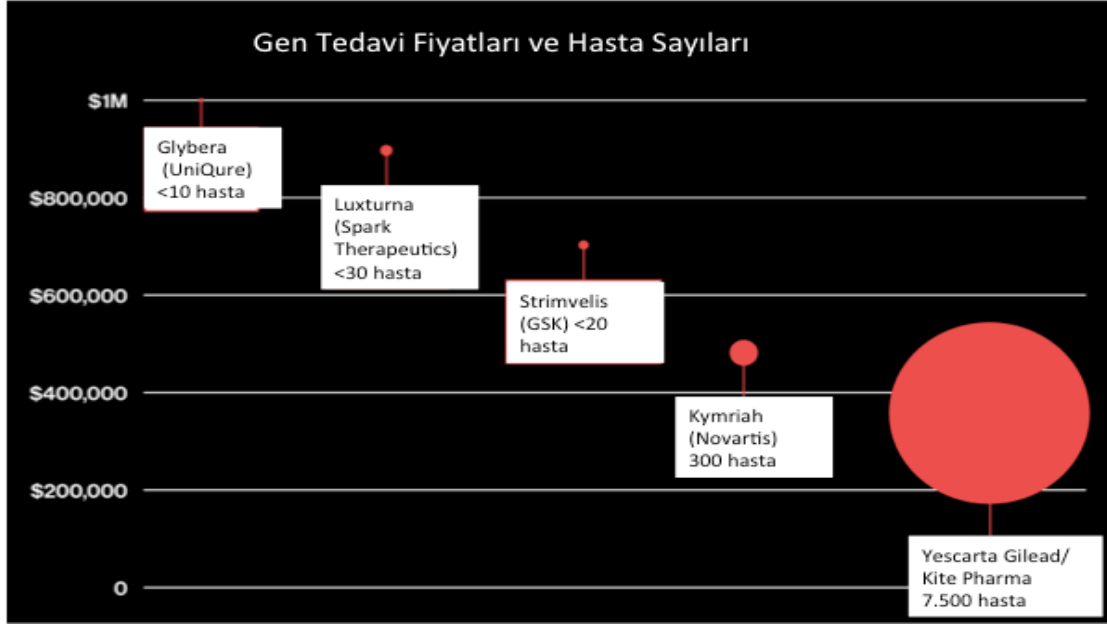 Gen Tedavi Fiyatları ve Hasta Sayıları
$1M
$800,000
$600,000
$400,000
$200,000
0
Glybera
(UniQure)
<10 hasta
Luxturna
(Spark
Therapeutics)
<30 hasta
Strimvelis
(GSK) <20
hasta
Kymriah
(Novartis)
300 hasta
Yescarta Gilead/
Kite Pharma
7.500 hasta